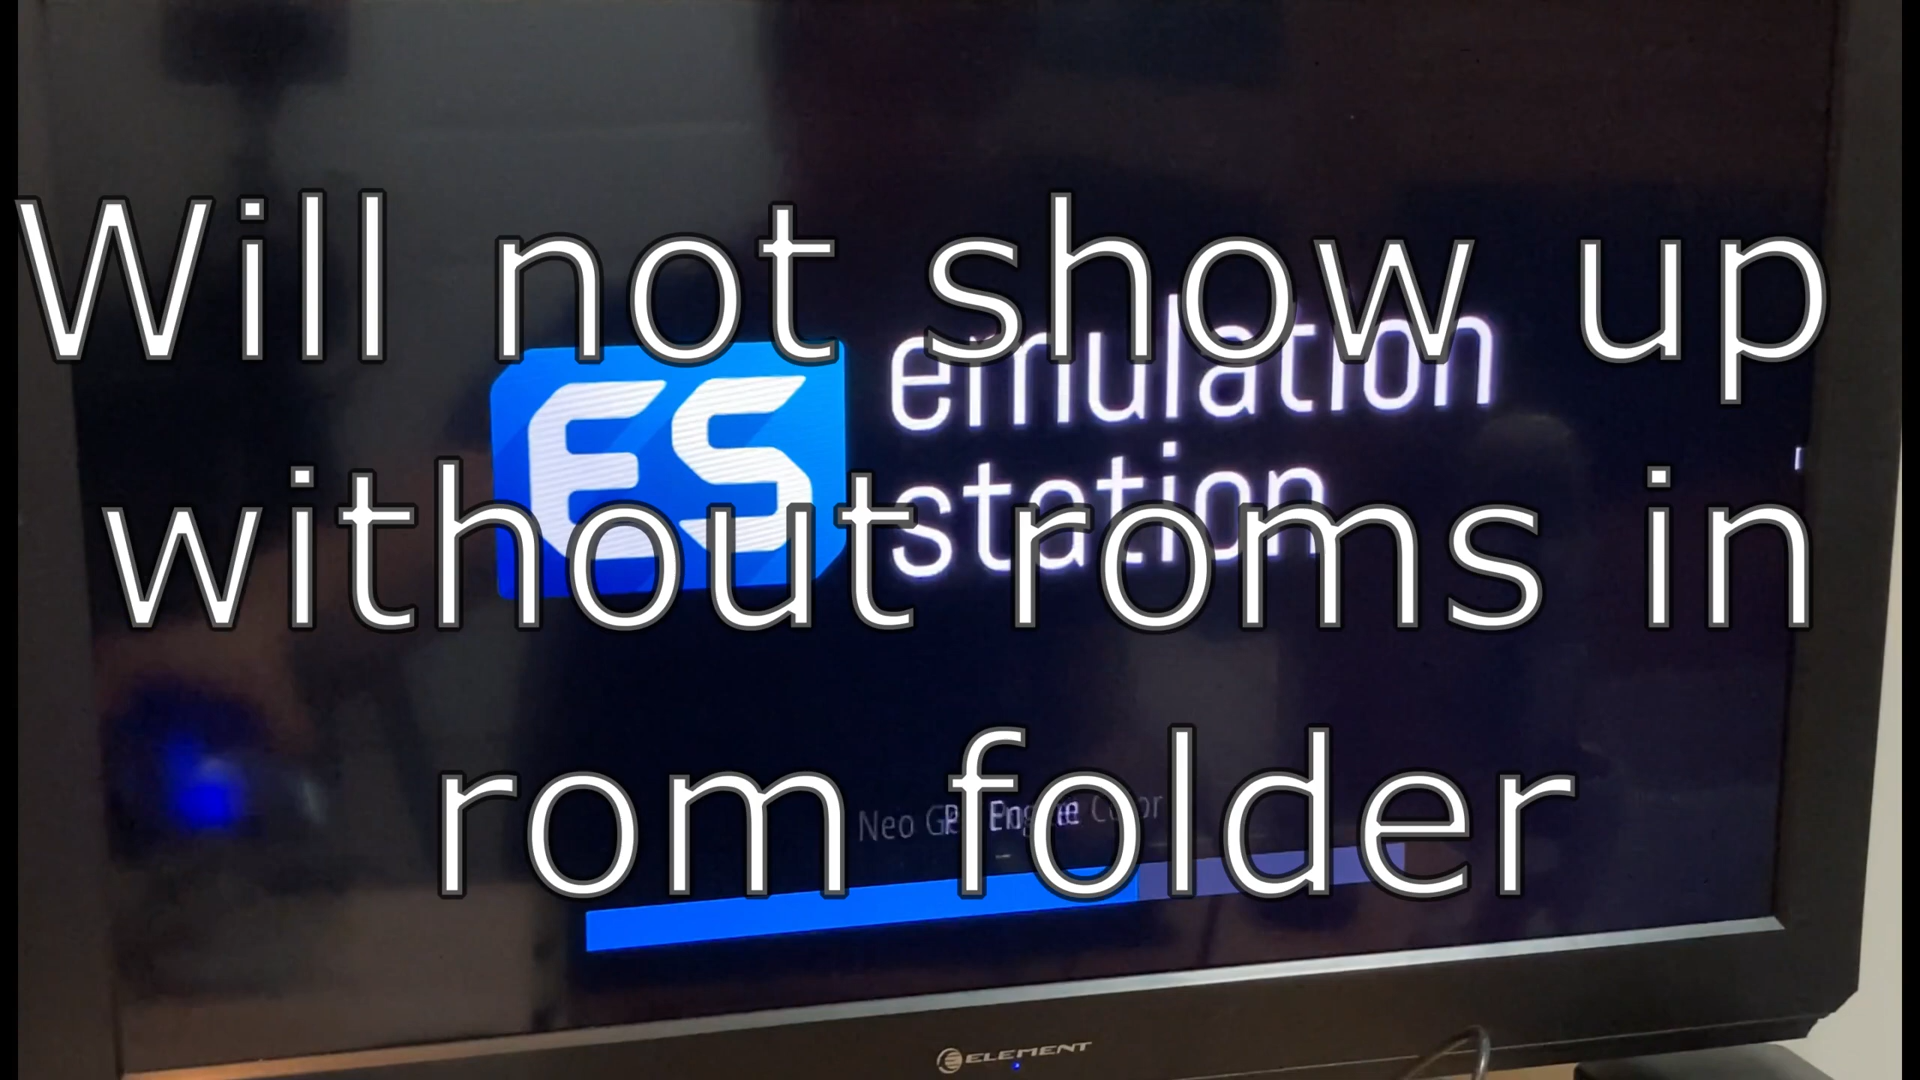 Will not show up
without roms in
rom folder
ES
emulation
station
ELEMENT